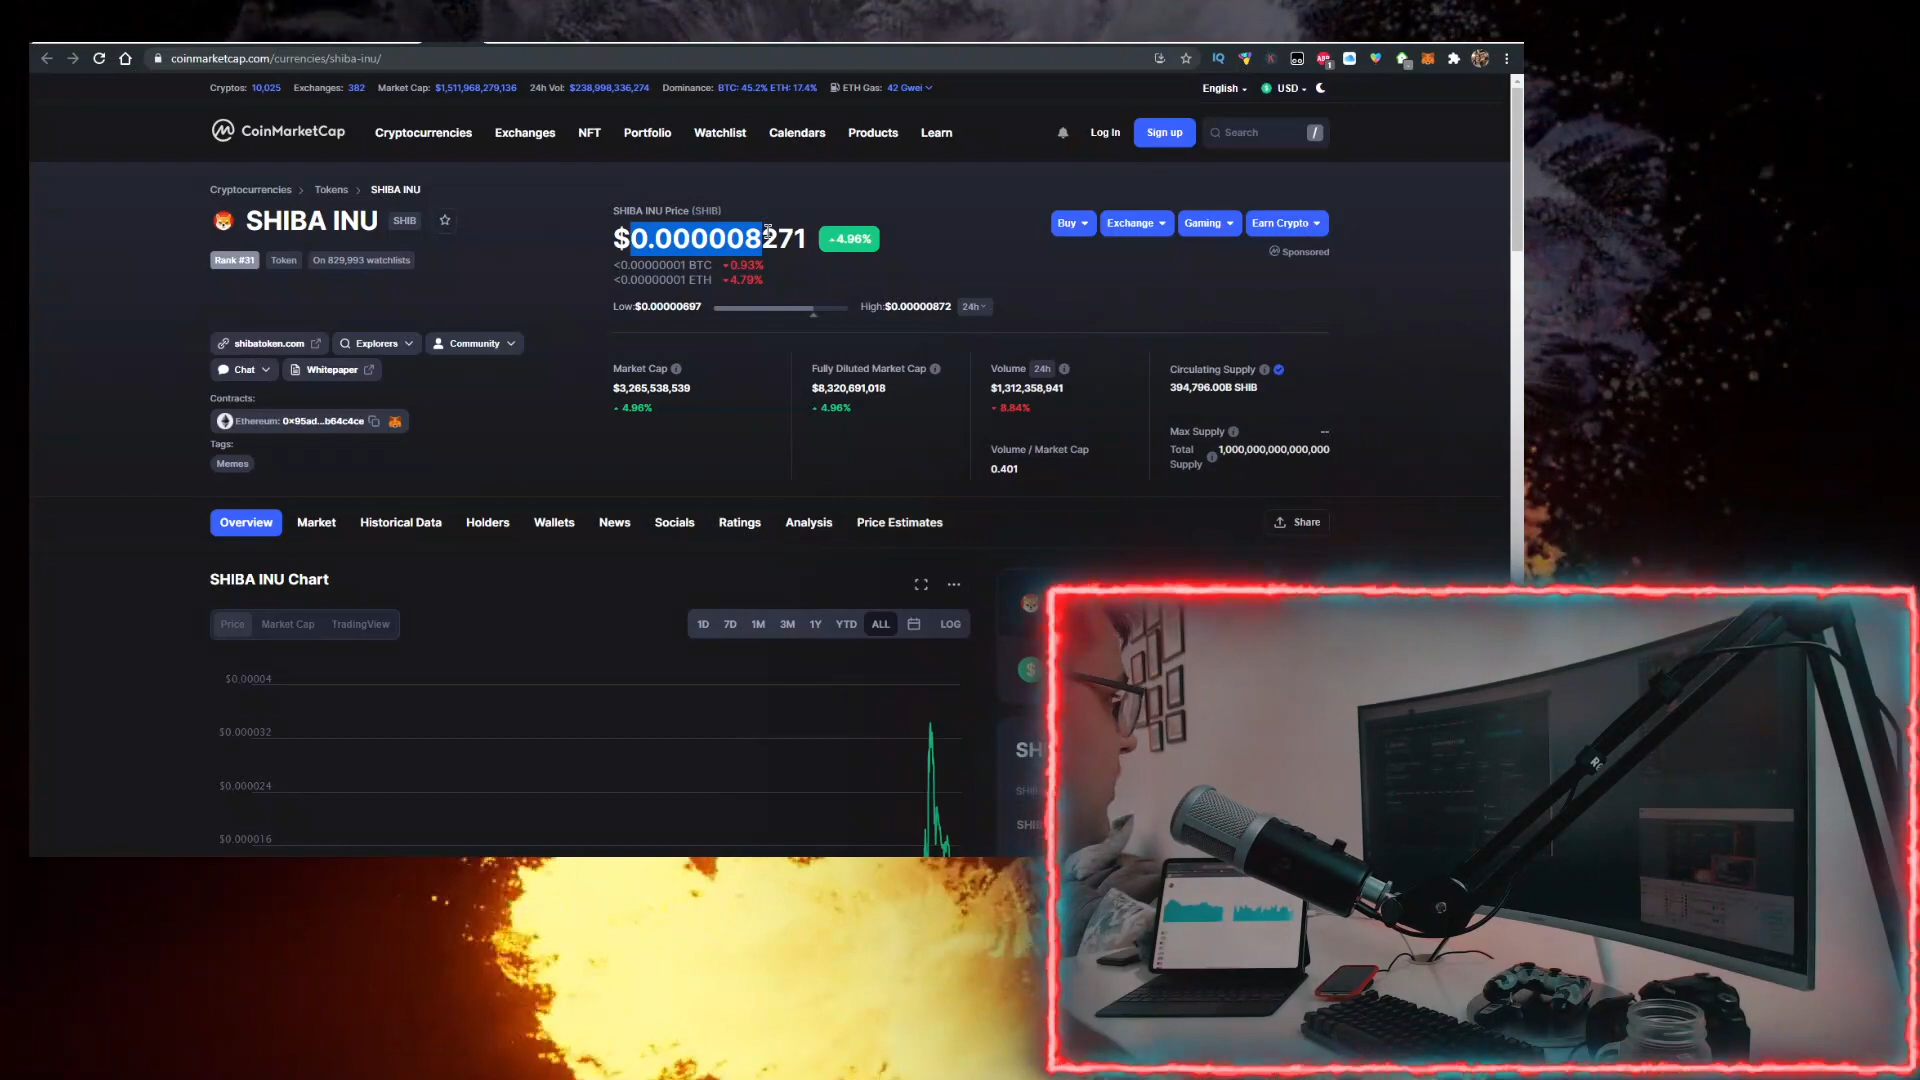 coinmarketcap.com/currencies/shiba-inu/
Cryptos: 10,025 Exchanges: 382 Market Cap: $1,511,968,279,136 24h Vol: $238,998,336,274 Dominance: BTC: 45.2% ETH: 17.4% ETH Gas: 42 Gwei
English USD
CoinMarketCap Cryptocurrencies Exchanges NFT Portfolio Watchlist Calendars Products Learn Log In Sign up Search /
Cryptocurrencies > Tokens > SHIBA INU
SHIBA INU SHIB
Rank #31 Token On 829,993 watchlists
SHIBA INU Price (SHIB)
$0.000008271 4.96%
<0.00000001 BTC 0.93%
<0.00000001 ETH 4.79%
Low:$0.00000697 High:$0.00000872 24h
Buy Exchange Gaming Earn Crypto
Sponsored
shibatoken.com Explorers Community
Chat Whitepaper
Contracts:
Ethereum: 0x95ad...b64c4ce
Tags:
Memes
Market Cap
$3,265,538,539
4.96%
Fully Diluted Market Cap
$8,320,691,018
4.96%
Volume 24h
$1,312,358,941
8.84%
Volume / Market Cap
0.401
Circulating Supply
394,796.00B SHIB
Max Supply --
Total Supply 1,000,000,000,000,000
Overview Market Historical Data Holders Wallets News Socials Ratings Analysis Price Estimates Share
SHIBA INU Chart
Price Market Cap TradingView
1D 7D 1M 3M 1Y YTD ALL LOG
$0.00004
$0.000032
$0.000024
$0.000016